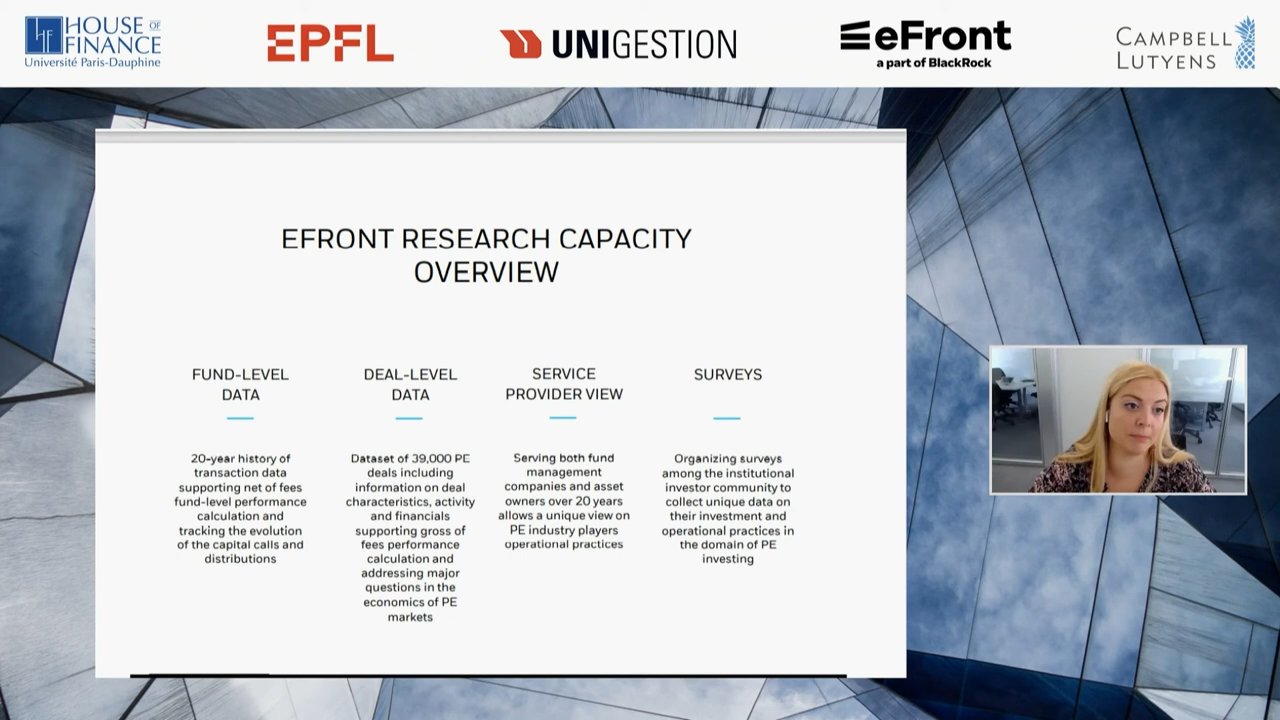 HOUSE OF
FINANCE
Université Paris-Dauphine
EPFL
UNIGESTION
eFront
a part of BlackRock
CAMPBELL
LUTYENS
EFRONT RESEARCH CAPACITY
OVERVIEW
FUND-LEVEL
DATA
20-year history of
transaction data
supporting net of fees
fund-level performance
calculation and
tracking the evolution
of the capital calls and
distributions
DEAL-LEVEL
DATA
Dataset of 39,000 PE
deals including
information on deal
characteristics, activity
and financials
supporting gross of
fees performance
calculation and
addressing major
questions in the
economics of PE
markets
SERVICE
PROVIDER VIEW
Serving both fund
management
companies and asset
owners over 20 years
allows a unique view on
PE industry players
operational practices
SURVEYS
Organizing surveys
among the institutional
investor community to
collect unique data on
their investment and
operational practices in
the domain of PE
investing